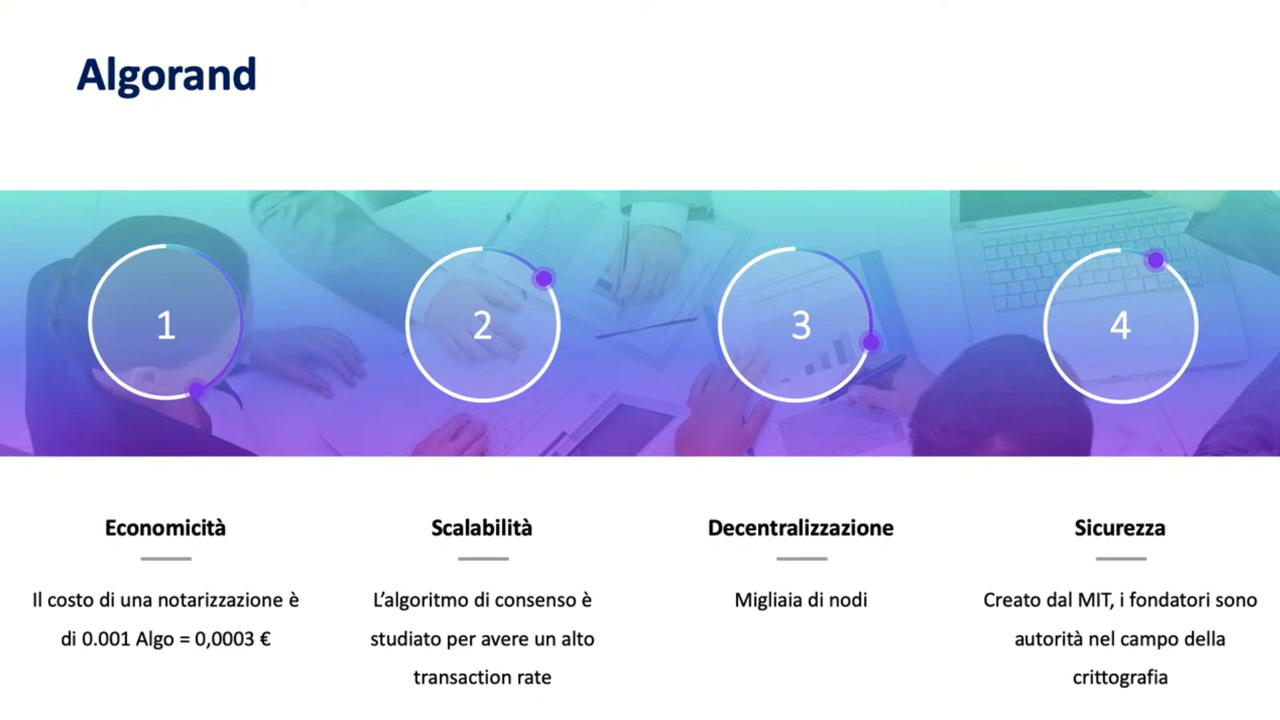 Algorand
1
2
3
4
Economicità
Il costo di una notarizzazione è
di 0.001 Algo = 0,0003 €
Scalabilità
L’algoritmo di consenso è
studiato per avere un alto
transaction rate
Decentralizzazione
Migliaia di nodi
Sicurezza
Creato dal MIT, i fondatori sono
autorità nel campo della
crittografia